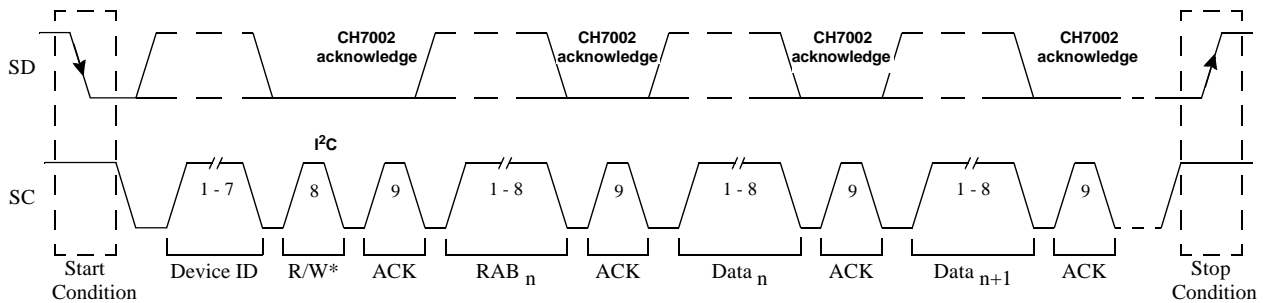 CH7002 acknowledge
CH7002 acknowledge
CH7002 acknowledge
CH7002 acknowledge
SD
I²C
SC
1 - 7
8
9
1 - 8
9
1 - 8
9
1 - 8
9
Start Condition
Device ID
R/W*
ACK
RAB n
ACK
Data n
ACK
Data n+1
ACK
Stop Condition